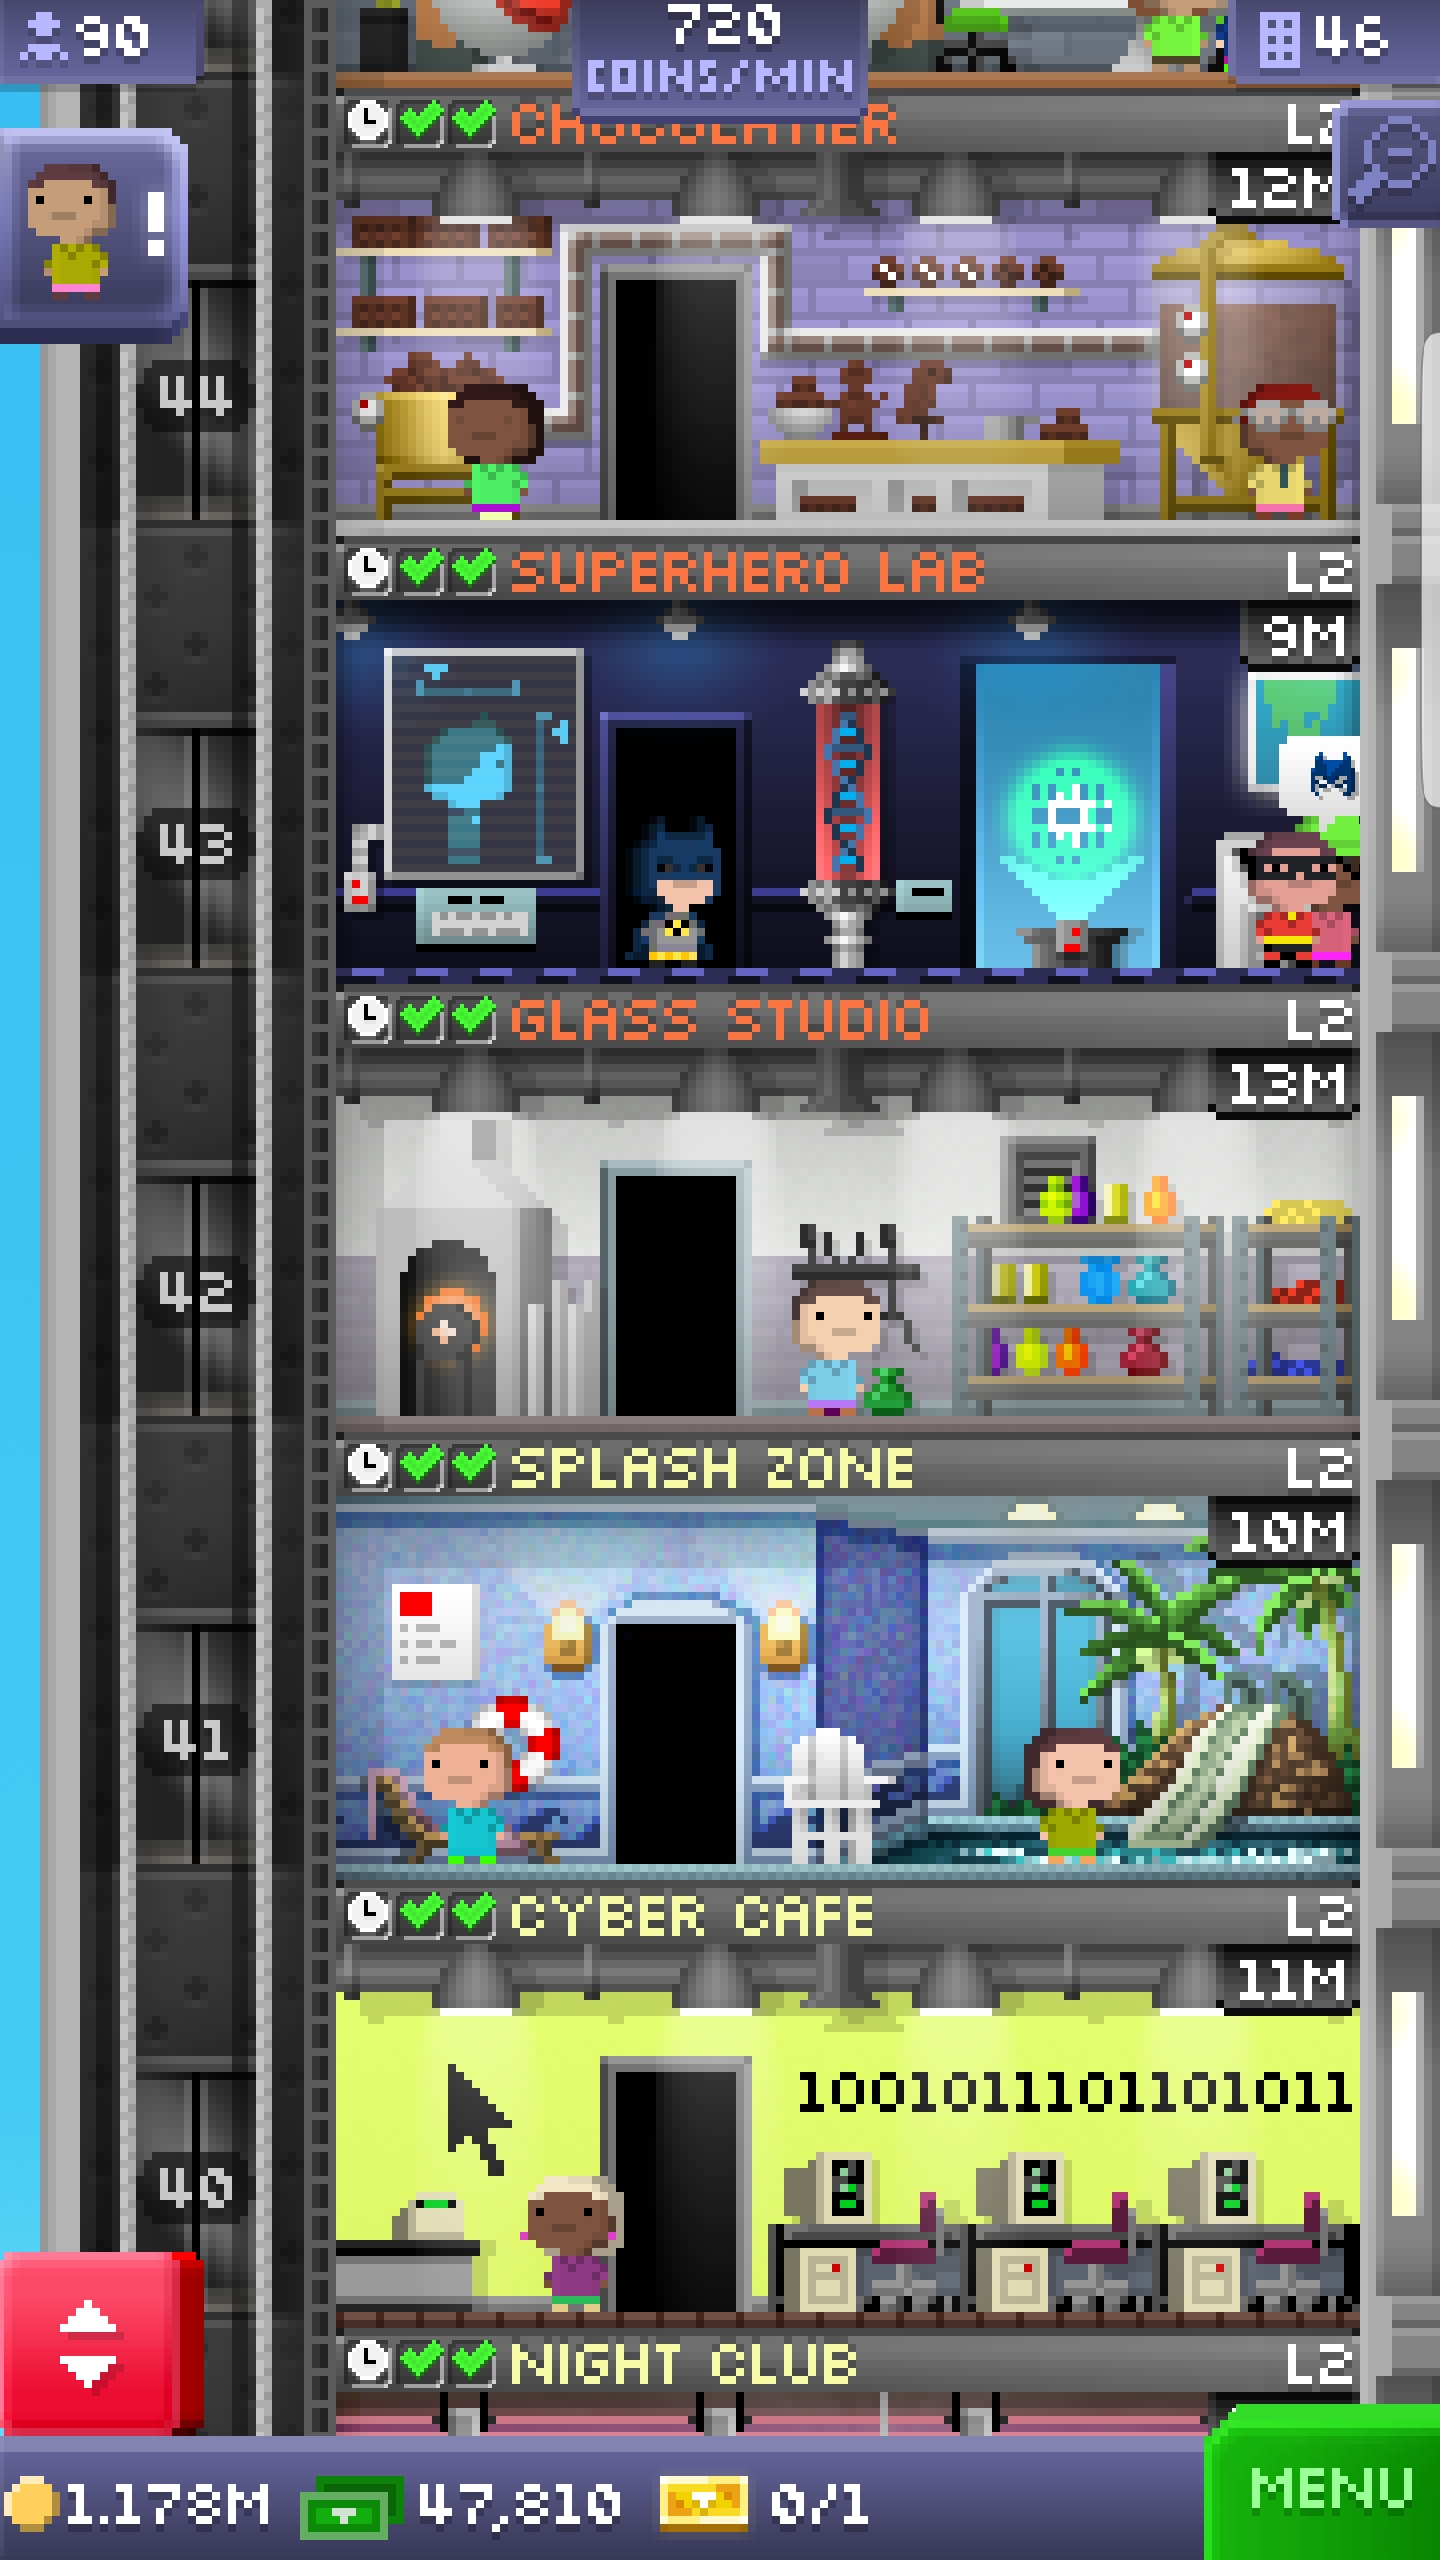 90
720
COINS/MIN
46
CHOCOLATIER L2
12M
!
44
SUPERHERO LAB L2
9M
43
GLASS STUDIO L2
13M
42
SPLASH ZONE L2
10M
41
CYBER CAFE L2
11M
1001011101101011
40
NIGHT CLUB L2
1.178M 47,810 0/1 MENU